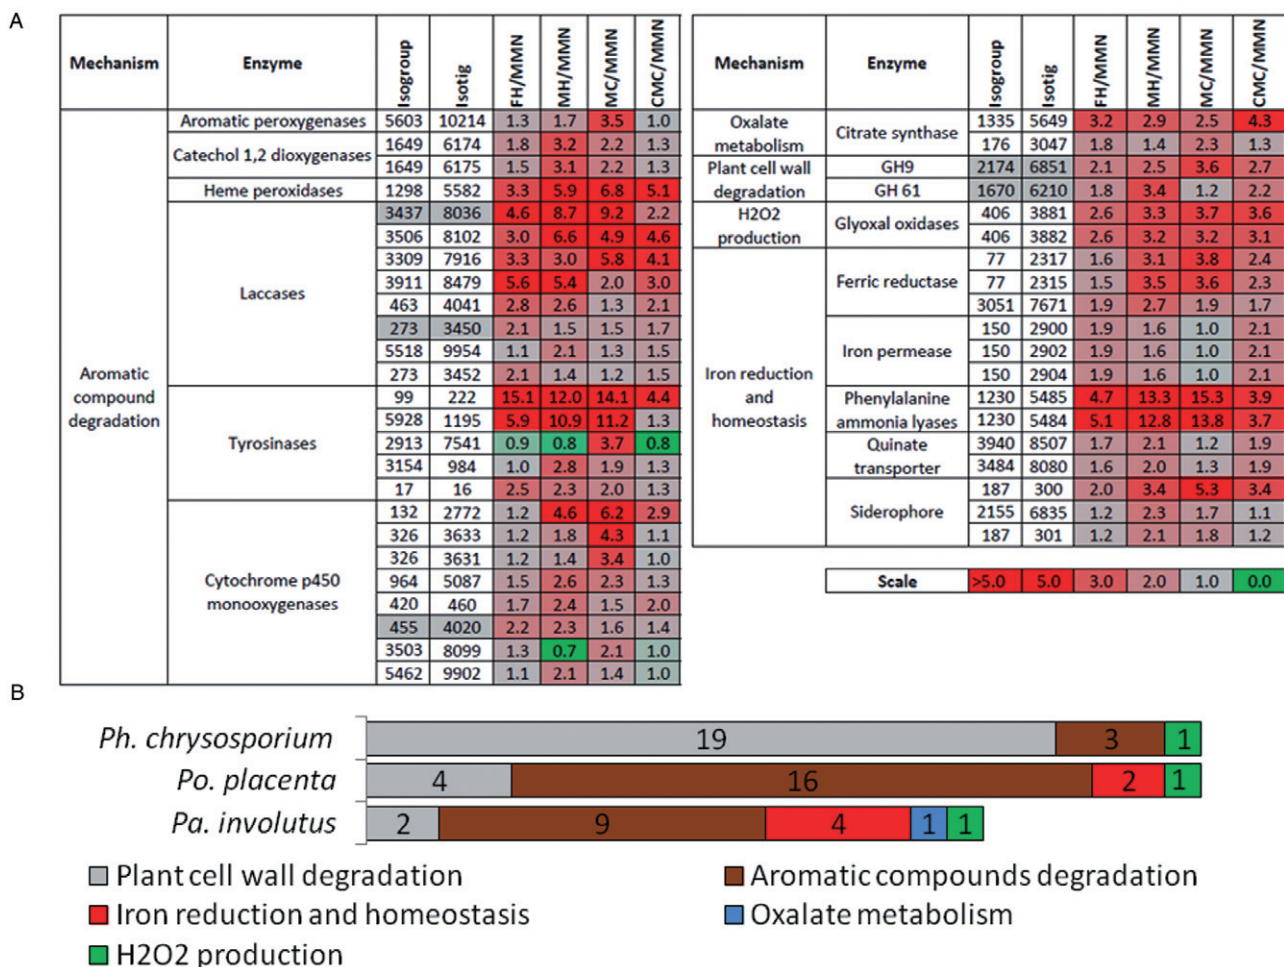 A
Mechanism Enzyme Isogroup Isotig FH/MMN MH/MMN MC/MMN CMC/MMN
Aromatic compound degradation
Aromatic peroxygenases 5603 10214 1.3 1.7 3.5 1.0
Catechol 1,2 dioxygenases 1649 6174 1.8 3.2 2.2 1.3
1649 6175 1.5 3.1 2.2 1.3
Heme peroxidases 1298 5582 3.3 5.9 6.8 5.1
Laccases 3437 8036 4.6 8.7 9.2 2.2
3506 8102 3.0 6.6 4.9 4.6
3309 7916 3.3 3.0 5.8 4.1
3911 8479 5.6 5.4 2.0 3.0
463 4041 2.8 2.6 1.3 2.1
273 3450 2.1 1.5 1.5 1.7
5518 9954 1.1 2.1 1.3 1.5
273 3452 2.1 1.4 1.2 1.5
Tyrosinases 99 222 15.1 12.0 14.1 4.4
5928 1195 5.9 10.9 11.2 1.3
2913 7541 0.9 0.8 3.7 0.8
3154 984 1.0 2.8 1.9 1.3
17 16 2.5 2.3 2.0 1.3
Cytochrome p450 monooxygenases 132 2772 1.2 4.6 6.2 2.9
326 3633 1.2 1.8 4.3 1.1
326 3631 1.2 1.4 3.4 1.0
964 5087 1.5 2.6 2.3 1.3
420 460 1.7 2.4 1.5 2.0
455 4020 2.2 2.3 1.6 1.4
3503 8099 1.3 0.7 2.1 1.0
5462 9902 1.1 2.1 1.4 1.0
Mechanism Enzyme Isogroup Isotig FH/MMN MH/MMN MC/MMN CMC/MMN
Oxalate metabolism Citrate synthase 1335 5649 3.2 2.9 2.5 4.3
176 3047 1.8 1.4 2.3 1.3
Plant cell wall degradation GH9 2174 6851 2.1 2.5 3.6 2.7
GH 61 1670 6210 1.8 3.4 1.2 2.2
H2O2 production Glyoxal oxidases 406 3881 2.6 3.3 3.7 3.6
406 3882 2.6 3.2 3.2 3.1
Iron reduction and homeostasis
Ferric reductase 77 2317 1.6 3.1 3.8 2.4
77 2315 1.5 3.5 3.6 2.3
3051 7671 1.9 2.7 1.9 1.7
Iron permease 150 2900 1.9 1.6 1.0 2.1
150 2902 1.9 1.6 1.0 2.1
150 2904 1.9 1.6 1.0 2.1
Phenylalanine ammonia lyases 1230 5485 4.7 13.3 15.3 3.9
1230 5484 5.1 12.8 13.8 3.7
Quinate transporter 3940 8507 1.7 2.1 1.2 1.9
3484 8080 1.6 2.0 1.3 1.9
Siderophore 187 300 2.0 3.4 5.3 3.4
2155 6835 1.2 2.3 1.7 1.1
187 301 1.2 2.1 1.8 1.2
Scale >5.0 5.0 3.0 2.0 1.0 0.0
B
Ph. chrysosporium 19 3 1
Po. placenta 4 16 2 1
Pa. involutus 2 9 4 1 1
Plant cell wall degradation
Aromatic compounds degradation
Iron reduction and homeostasis
Oxalate metabolism
H2O2 production